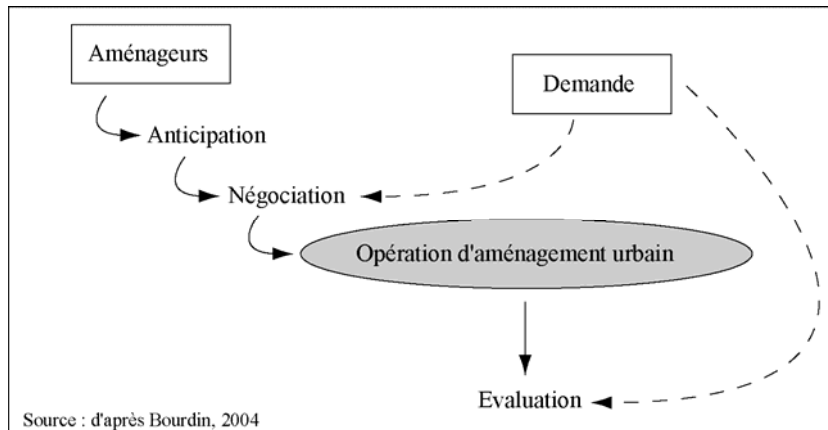 Aménageurs
Demande
Anticipation
Négociation
Opération d'aménagement urbain
Evaluation
Source : d'après Bourdin, 2004